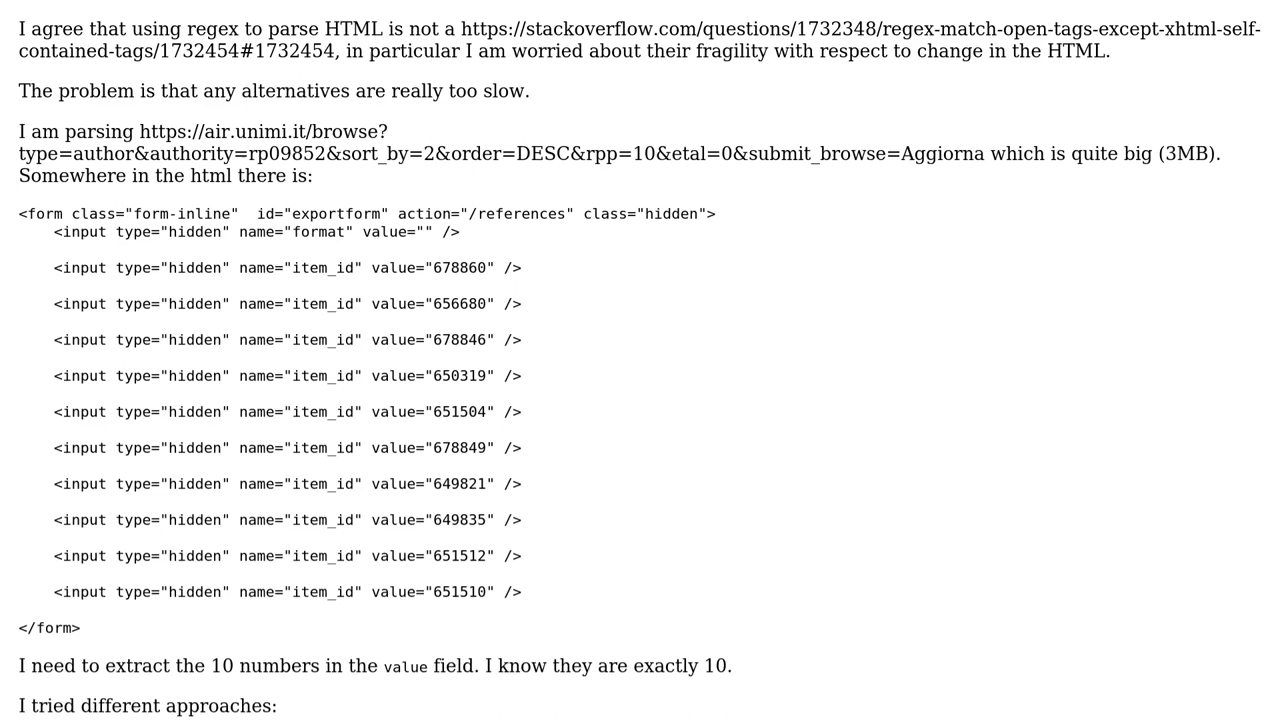 I agree that using regex to parse HTML is not a https://stackoverflow.com/questions/1732348/regex-match-open-tags-except-xhtml-self-
contained-tags/1732454#1732454, in particular I am worried about their fragility with respect to change in the HTML.
The problem is that any alternatives are really too slow.
I am parsing https://air.unimi.it/browse?
type=author&authority=rp09852&sort_by=2&order=DESC&rpp=10&etal=0&submit_browse=Aggiorna which is quite big (3MB).
Somewhere in the html there is:
<form class="form-inline"  id="exportform" action="/references" class="hidden">
    <input type="hidden" name="format" value="" />
    <input type="hidden" name="item_id" value="678860" />
    <input type="hidden" name="item_id" value="656680" />
    <input type="hidden" name="item_id" value="678846" />
    <input type="hidden" name="item_id" value="650319" />
    <input type="hidden" name="item_id" value="651504" />
    <input type="hidden" name="item_id" value="678849" />
    <input type="hidden" name="item_id" value="649821" />
    <input type="hidden" name="item_id" value="649835" />
    <input type="hidden" name="item_id" value="651512" />
    <input type="hidden" name="item_id" value="651510" />
</form>
I need to extract the 10 numbers in the value field. I know they are exactly 10.
I tried different approaches: